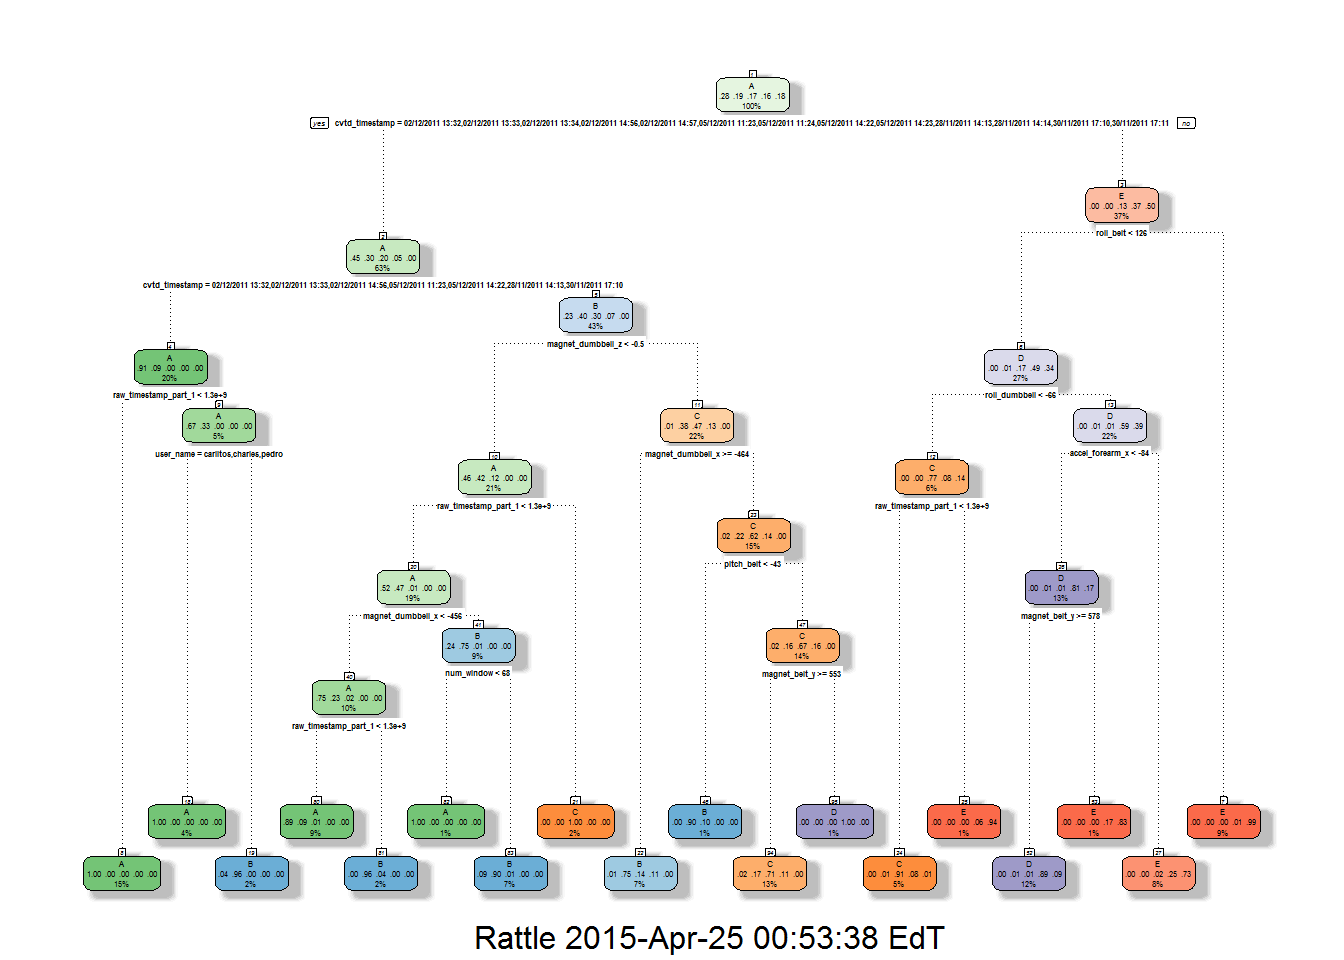 1
A
.28 .19 .17 .16 .18
100%
yes cvtd_timestamp = 02/12/2011 13:32,02/12/2011 13:33,02/12/2011 13:34,02/12/2011 14:56,02/12/2011 14:57,05/12/2011 11:23,05/12/2011 11:24,05/12/2011 14:22,05/12/2011 14:23,28/11/2011 14:13,28/11/2011 14:14,30/11/2011 17:10,30/11/2011 17:11 no
3
E
.00 .00 .13 .37 .50
37%
roll_belt < 126
2
A
.45 .30 .20 .05 .00
63%
cvtd_timestamp = 02/12/2011 13:32,02/12/2011 13:33,02/12/2011 14:56,05/12/2011 11:23,05/12/2011 14:22,28/11/2011 14:13,30/11/2011 17:10
5
B
.23 .40 .30 .07 .00
43%
magnet_dumbbell_z < -0.5
4
A
.91 .09 .00 .00 .00
20%
raw_timestamp_part_1 < 1.3e+9
6
D
.00 .01 .17 .49 .34
27%
roll_dumbbell < -66
9
A
.67 .33 .00 .00 .00
5%
user_name = carlitos,charles,pedro
11
C
.01 .38 .47 .13 .00
22%
magnet_dumbbell_x >= -464
13
D
.00 .01 .01 .59 .39
22%
accel_forearm_x < -84
10
A
.46 .42 .12 .00 .00
21%
raw_timestamp_part_1 < 1.3e+9
12
C
.00 .00 .77 .08 .14
6%
raw_timestamp_part_1 < 1.3e+9
23
C
.02 .22 .62 .14 .00
15%
pitch_belt < -43
20
A
.52 .47 .01 .00 .00
19%
magnet_dumbbell_x < -456
26
D
.00 .01 .01 .81 .17
13%
magnet_belt_y >= 578
41
B
.24 .75 .01 .00 .00
9%
num_window < 68
47
C
.02 .16 .67 .16 .00
14%
magnet_belt_y >= 553
40
A
.75 .23 .02 .00 .00
10%
raw_timestamp_part_1 < 1.3e+9
18
A
1.00 .00 .00 .00 .00
4%
80
A
.89 .09 .01 .00 .00
9%
82
A
1.00 .00 .00 .00 .00
1%
21
C
.00 .00 1.00 .00 .00
2%
46
B
.00 .90 .10 .00 .00
1%
95
D
.00 .00 .00 1.00 .00
1%
25
E
.00 .00 .00 .06 .94
1%
53
E
.00 .00 .00 .17 .83
1%
7
E
.00 .00 .00 .01 .99
9%
8
A
1.00 .00 .00 .00 .00
15%
19
B
.04 .96 .00 .00 .00
2%
81
B
.00 .96 .04 .00 .00
2%
83
B
.09 .90 .01 .00 .00
7%
22
B
.01 .75 .14 .11 .00
7%
94
C
.02 .17 .71 .11 .00
13%
24
C
.00 .01 .91 .08 .01
5%
52
D
.00 .01 .01 .89 .09
12%
27
E
.00 .00 .02 .25 .73
8%
Rattle 2015-Apr-25 00:53:38 EdT